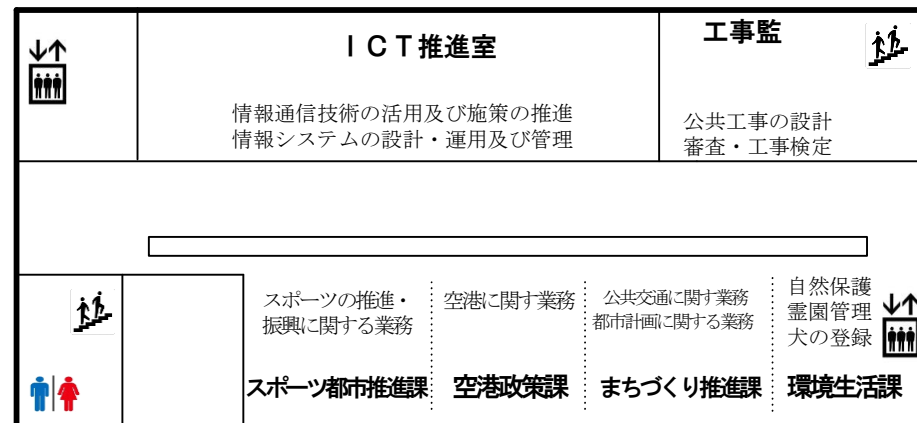 ICT推進室
情報通信技術の活用及び施策の推進
情報システムの設計・運用及び管理
工事監
公共工事の設計
審査・工事検定
スポーツの推進・
振興に関する業務
スポーツ都市推進課
空港に関す業務
空港政策課
公共交通に関す業務
都市計画に関する業務
まちづくり推進課
自然保護
霊園管理
犬の登録
環境生活課